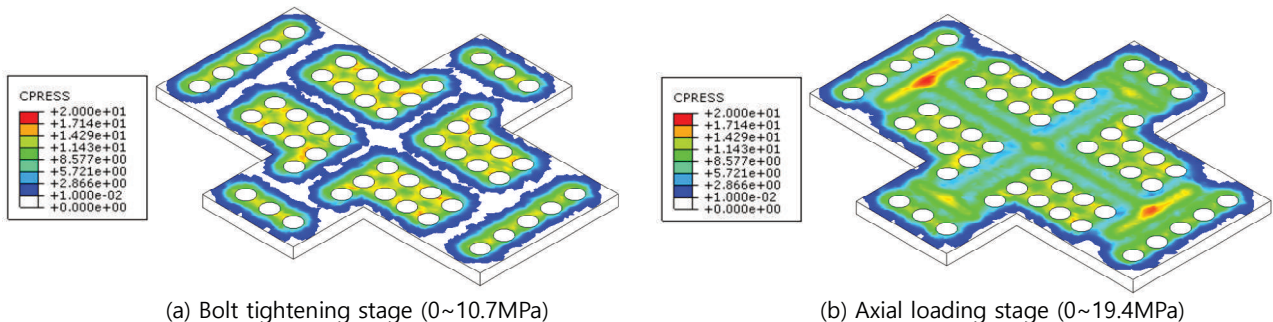 CPRESS
+2.000e+01
+1.714e+01
+1.429e+01
+1.143e+01
+8.577e+00
+5.721e+00
+2.866e+00
+1.000e-02
+0.000e+00
(a) Bolt tightening stage (0~10.7MPa)
CPRESS
+2.000e+01
+1.714e+01
+1.429e+01
+1.143e+01
+8.577e+00
+5.721e+00
+2.866e+00
+1.000e-02
+0.000e+00
(b) Axial loading stage (0~19.4MPa)